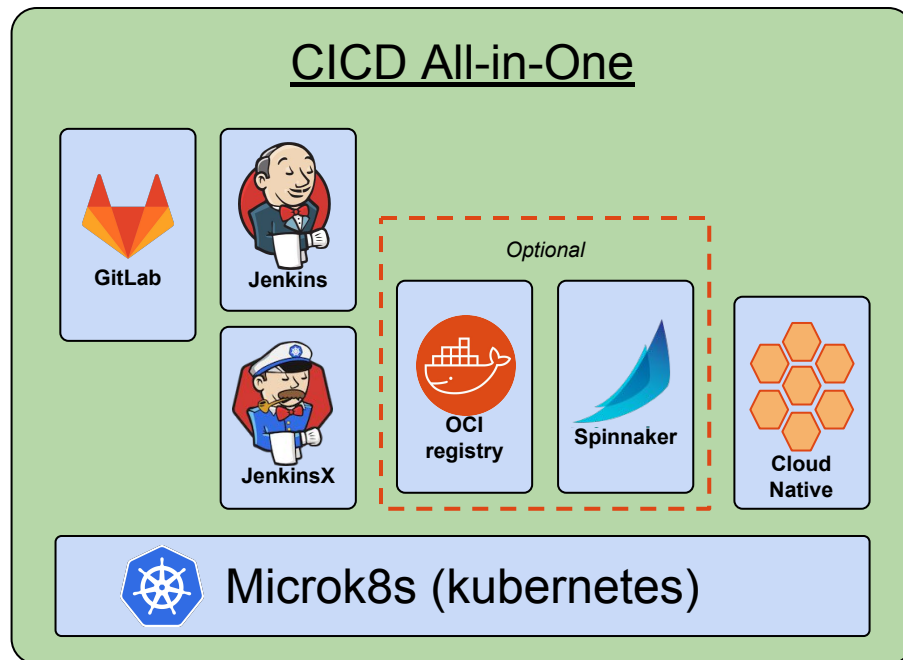 CICD All-in-One
GitLab
Jenkins
JenkinsX
Optional
OCI
registry
Spinnaker
Cloud
Native
Microk8s (kubernetes)